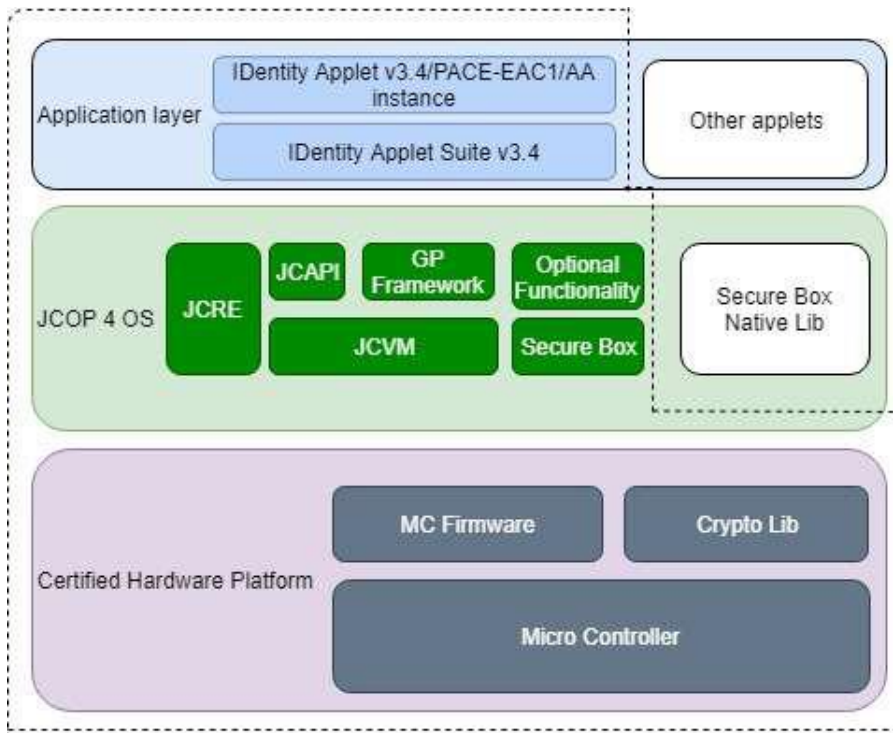 IDentity Applet v3.4/PACE-EAC1/AA
instance
Application layer
IDentity Applet Suite v3.4
Other applets
JCOP 4 OS
JCRE
JCAPI
GP
Framework
Optional
Functionality
JCVM
Secure Box
Secure Box
Native Lib
Certified Hardware Platform
MC Firmware
Crypto Lib
Micro Controller